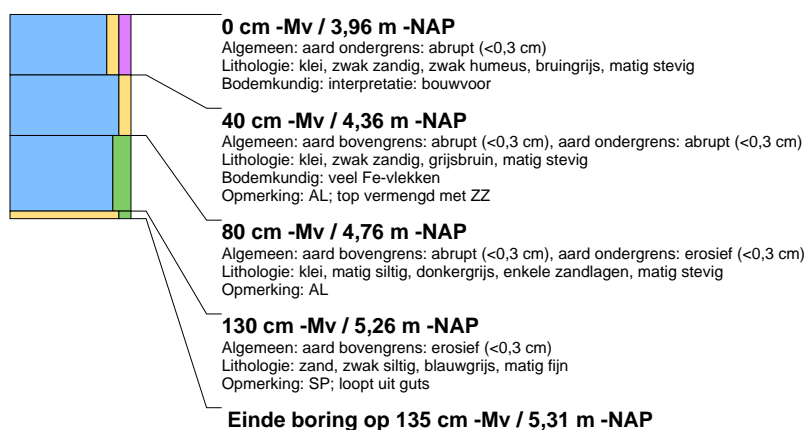 0 cm -Mv / 3,96 m -NAP
Algemeen: aard ondergrens: abrupt (<0,3 cm)
Lithologie: klei, zwak zandig, zwak humeus, bruingrijs, matig stevig
Bodemkundig: interpretatie: bouwvoor
40 cm -Mv / 4,36 m -NAP
Algemeen: aard bovengrens: abrupt (<0,3 cm), aard ondergrens: abrupt (<0,3 cm)
Lithologie: klei, zwak zandig, grijsbruin, matig stevig
Bodemkundig: veel Fe-vlekken
Opmerking: AL; top vermengd met ZZ
80 cm -Mv / 4,76 m -NAP
Algemeen: aard bovengrens: abrupt (<0,3 cm), aard ondergrens: erosief (<0,3 cm)
Lithologie: klei, matig siltig, donkergrijs, enkele zandlagen, matig stevig
Opmerking: AL
130 cm -Mv / 5,26 m -NAP
Algemeen: aard bovengrens: erosief (<0,3 cm)
Lithologie: zand, zwak siltig, blauwgrijs, matig fijn
Opmerking: SP; loopt uit guts
Einde boring op 135 cm -Mv / 5,31 m -NAP